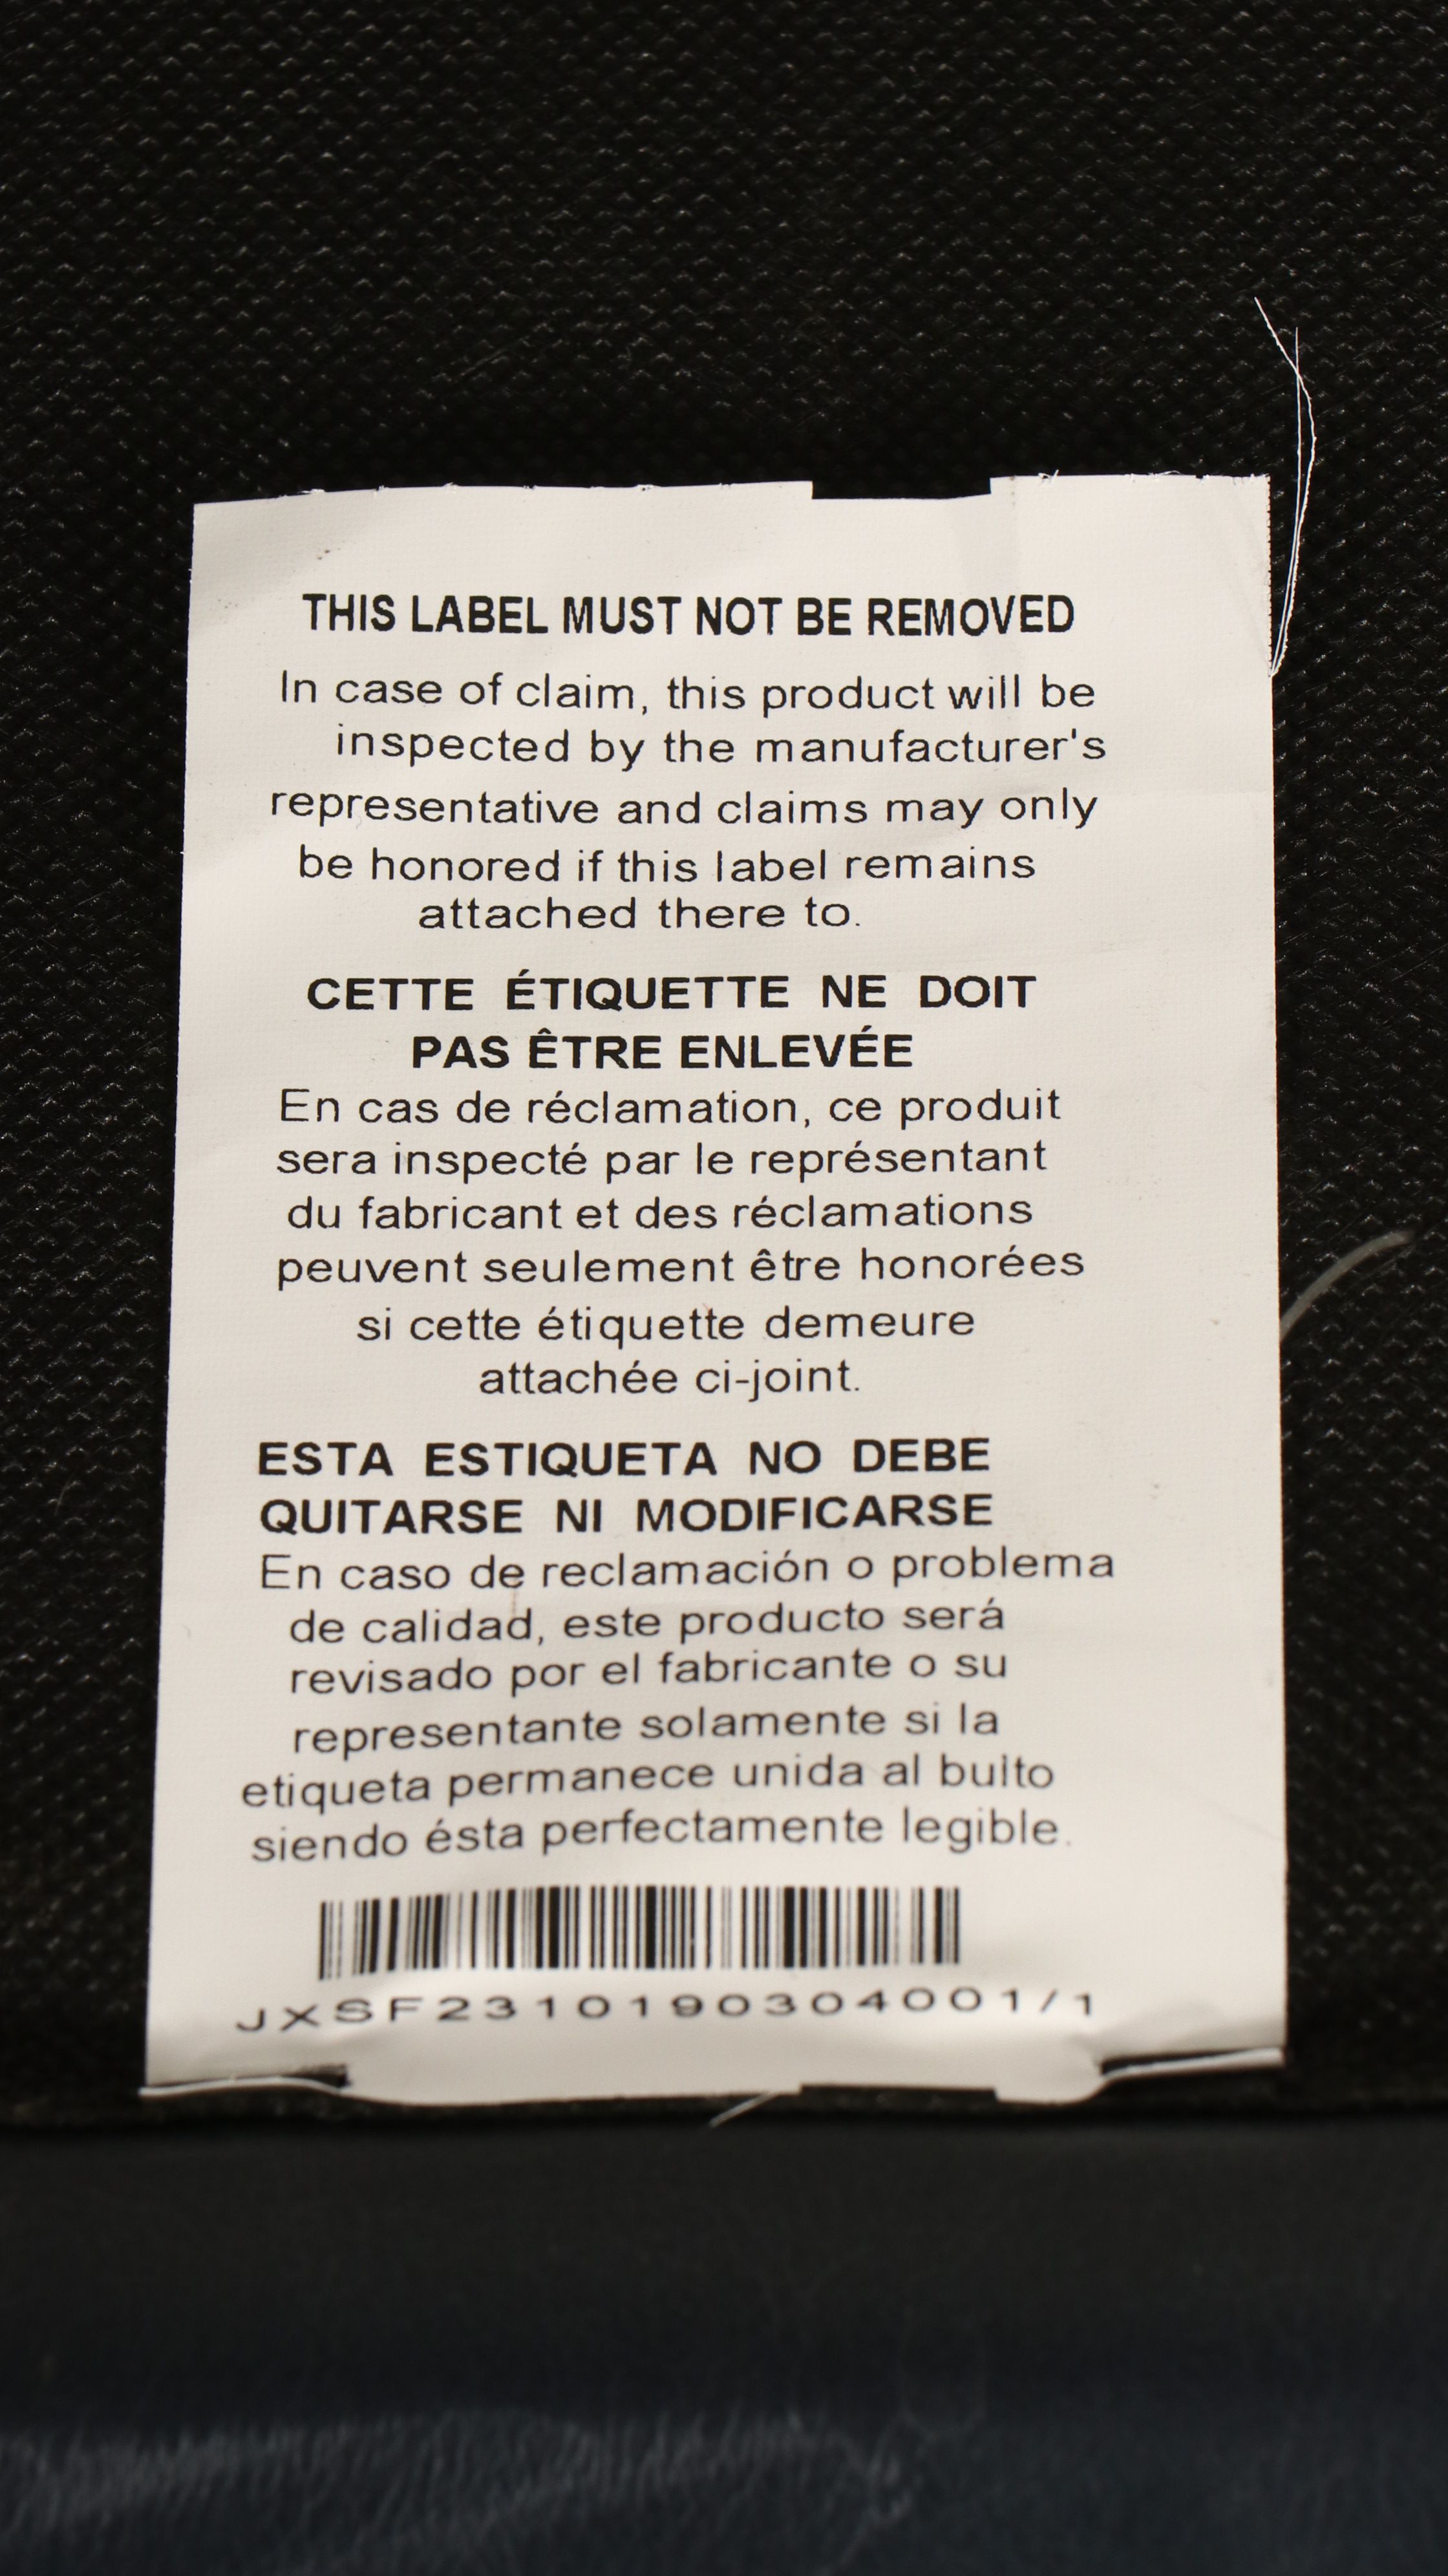 THIS LABEL MUST NOT BE REMOVED
In case of claim, this product will be
inspected by the manufacturer's
representative and claims may only
be honored if this label remains
attached there to.
CETTE ÉTIQUETTE NE DOIT
PAS ÊTRE ENLEVÉE
En cas de réclamation, ce produit
sera inspecté par le représentant
du fabricant et des réclamations
peuvent seulement être honorées
si cette étiquette demeure
attachée ci-joint.
ESTA ESTIQUETA NO DEBE
QUITARSE NI MODIFICARSE
En caso de reclamación o problema
de calidad, este producto será
revisado por el fabricante o su
representante solamente si la
etiqueta permanece unida al bulto
siendo ésta perfectamente legible.
JXSF2310190304001/1